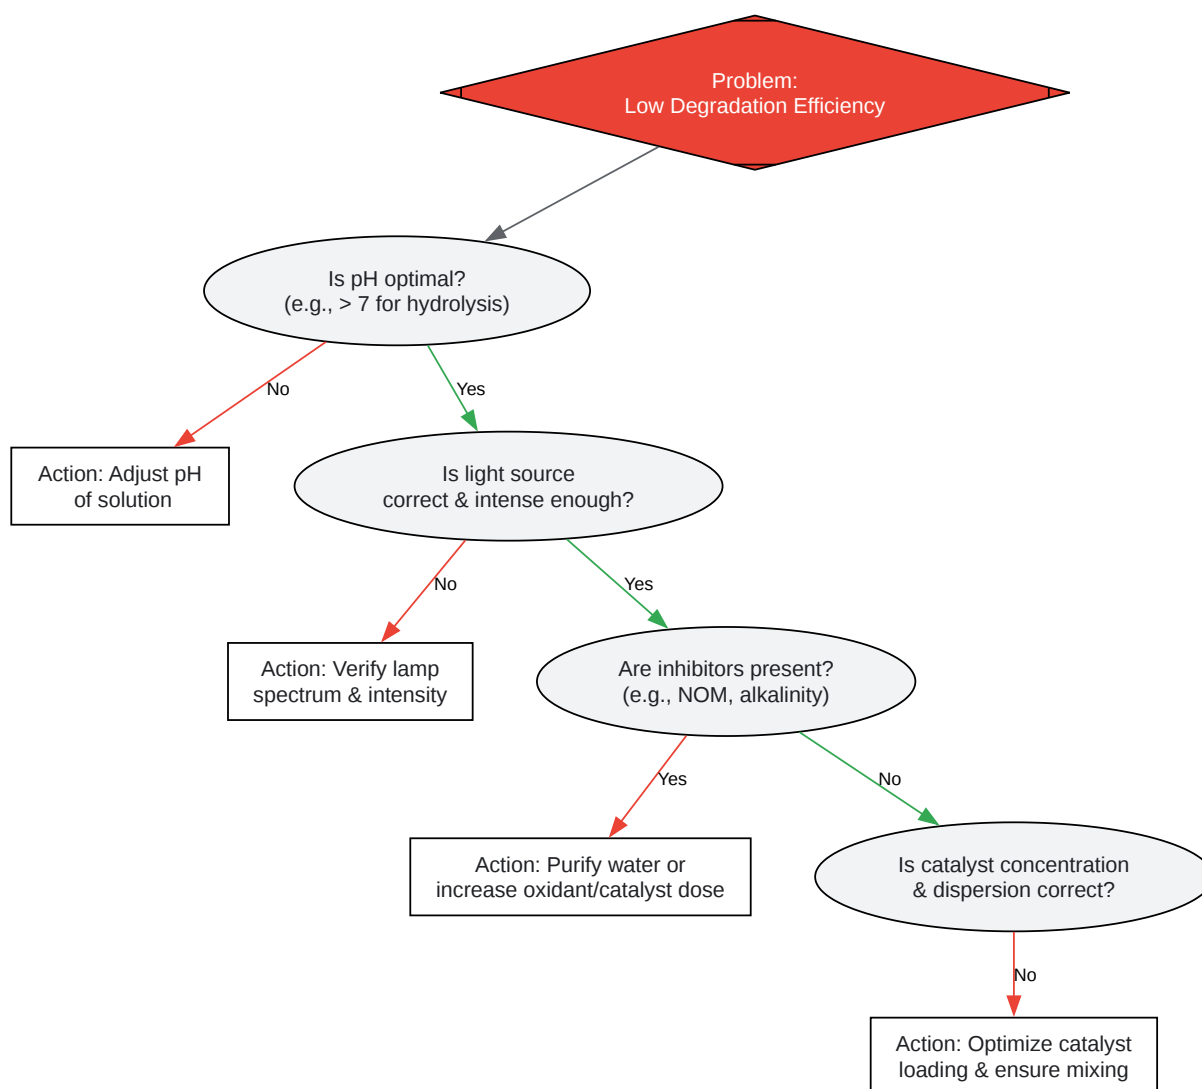 Problem:
Low Degradation Efficiency
Is pH optimal?
(e.g., > 7 for hydrolysis)
No
Yes
Action: Adjust pH
of solution
Is light source
correct & intense enough?
No
Yes
Action: Verify lamp
spectrum & intensity
Are inhibitors present?
(e.g., NOM, alkalinity)
Yes
No
Action: Purify water or
increase oxidant/catalyst dose
Is catalyst concentration
& dispersion correct?
No
Action: Optimize catalyst
loading & ensure mixing